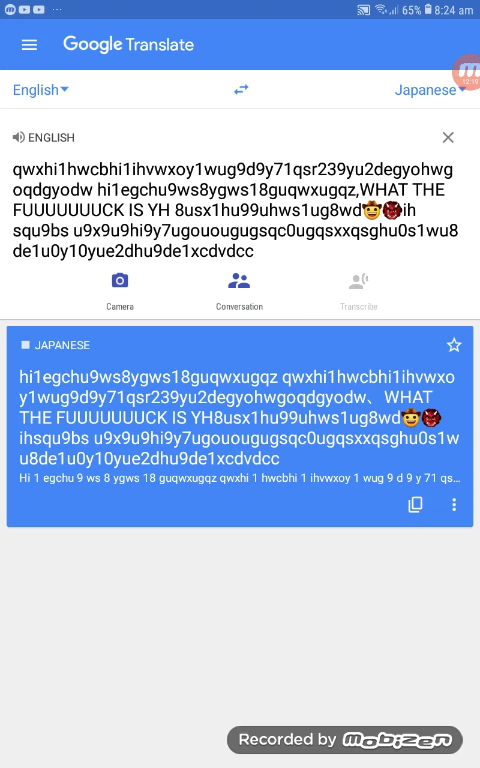 65% 8:24 am
Google Translate
English Japanese
12:19
ENGLISH
qwxhi1hwcbhi1ihvwxoy1wug9d9y71qsr239yu2degyohwg
oqdgyodw hi1egchu9ws8ygws18guqwxugqz,WHAT THE
FUUUUUUUCK IS YH 8usx1hu99uhws1ug8wd🤠👹ih
squ9bs u9x9u9hi9y7ugouougugsqc0ugqsxxqsghu0s1wu8
de1u0y10yue2dhu9de1xcdvdcc
Camera Conversation Transcribe
JAPANESE
hi1egchu9ws8ygws18guqwxugqz qwxhi1hwcbhi1ihvwxo
y1wug9d9y71qsr239yu2degyohwgoqdgyodw、WHAT
THE FUUUUUUUCK IS YH8usx1hu99uhws1ug8wd🤠👹
ihsqu9bs u9x9u9hi9y7ugouougugsqc0ugqsxxqsghu0s1w
u8de1u0y10yue2dhu9de1xcdvdcc
Hi 1 egchu 9 ws 8 ygws 18 guqwxugqz qwxhi 1 hwcbhi 1 ihvwxoy 1 wug 9 d 9 y 71 qs...
Recorded by Mobizen